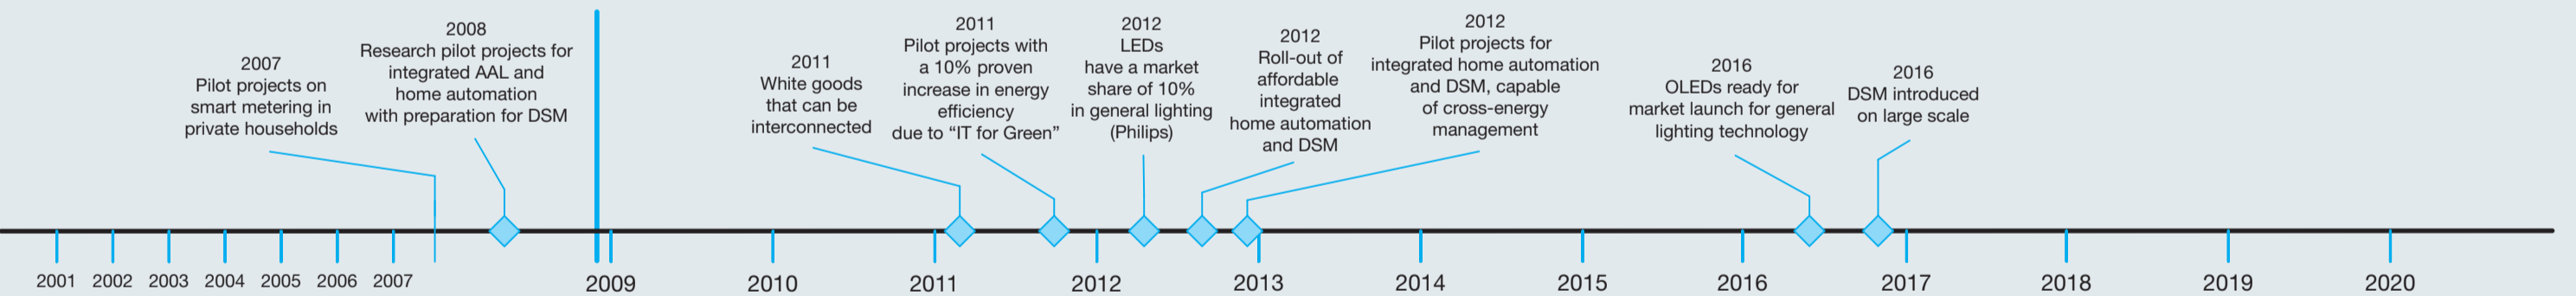 2007
Pilot projects on
smart metering in
private households
2008
Research pilot projects for
integrated AAL and
home automation
with preparation for DSM
2011
White goods
that can be
interconnected
2011
Pilot projects with
a 10% proven
increase in energy
efficiency
due to “IT for Green”
2012
LEDs
have a market
share of 10%
in general lighting
(Philips)
2012
Roll-out of
affordable
integrated
home automation
and DSM
2012
Pilot projects for
integrated home automation
and DSM, capable
of cross-energy
management
2016
OLEDs ready for
market launch for general
lighting technology
2016
DSM introduced
on large scale
2001 2002 2003 2004 2005 2006 2007 2009 2010 2011 2012 2013 2014 2015 2016 2017 2018 2019 2020